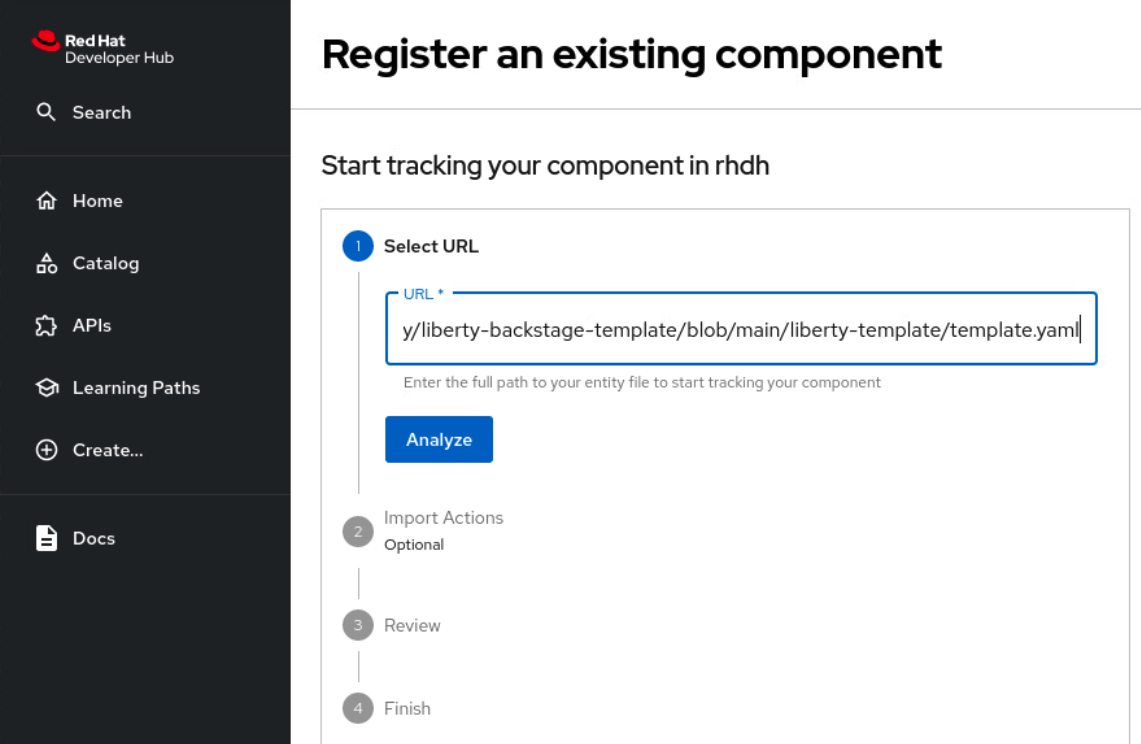 Red Hat
Developer Hub
Search
Home
Catalog
APIs
Learning Paths
Create...
Docs
Register an existing component
Start tracking your component in rhdh
1 Select URL
URL *
y/liberty-backstage-template/blob/main/liberty-template/template.yaml
Enter the full path to your entity file to start tracking your component
Analyze
2 Import Actions
Optional
3 Review
4 Finish